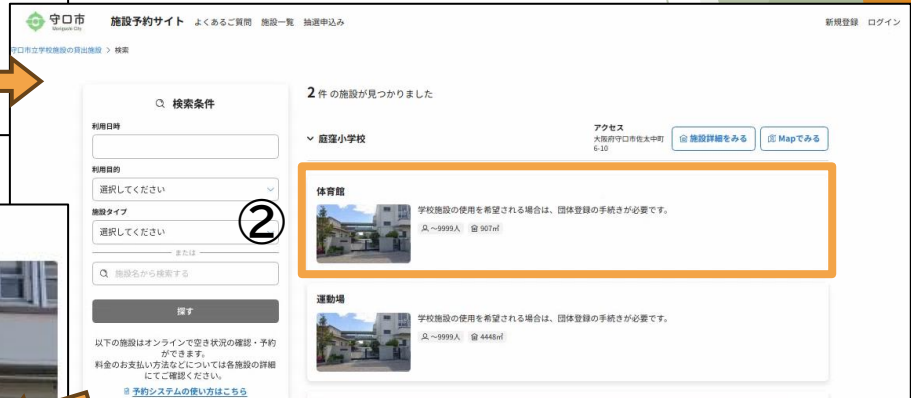 守口市
Moriguchi City
施設予約サイト
よくあるご質問 施設一覧 抽選申込み
新規登録 ログイン
守口市立学校施設の貸出施設 > 検索
検索条件
利用日時
利用目的
選択してください
施設タイプ
選択してください
または
施設名から検索する
探す
以下の施設はオンラインで空き状況の確認・予約
ができます。
料金のお支払い方法などについては各施設の詳細
にてご確認ください。
予約システムの使い方はこちら
②
2 件 の施設が見つかりました
庭窪小学校
アクセス
大阪府守口市佐太中町
6-10
施設詳細をみる
Mapでみる
体育館
学校施設の使用を希望される場合は、団体登録の手続きが必要です。
~9999人 907㎡
運動場
学校施設の使用を希望される場合は、団体登録の手続きが必要です。
~9999人 4448㎡